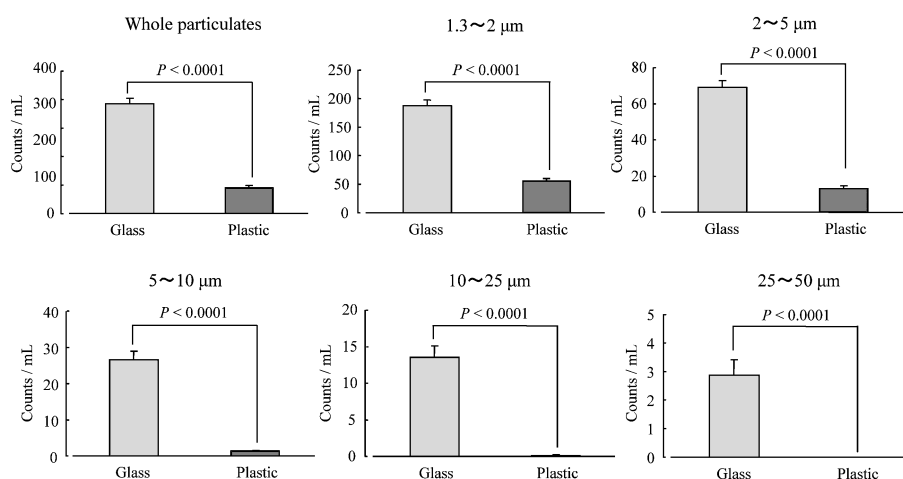 Whole particulates
P < 0.0001
Counts / mL
400
300
200
100
0
Glass Plastic
1.3～2 μm
P < 0.0001
Counts / mL
250
200
150
100
50
0
Glass Plastic
2～5 μm
P < 0.0001
Counts / mL
80
60
40
20
0
Glass Plastic
5～10 μm
P < 0.0001
Counts / mL
40
30
20
10
0
Glass Plastic
10～25 μm
P < 0.0001
Counts / mL
20
15
10
5
0
Glass Plastic
25～50 μm
P < 0.0001
Counts / mL
5
4
3
2
1
0
Glass Plastic